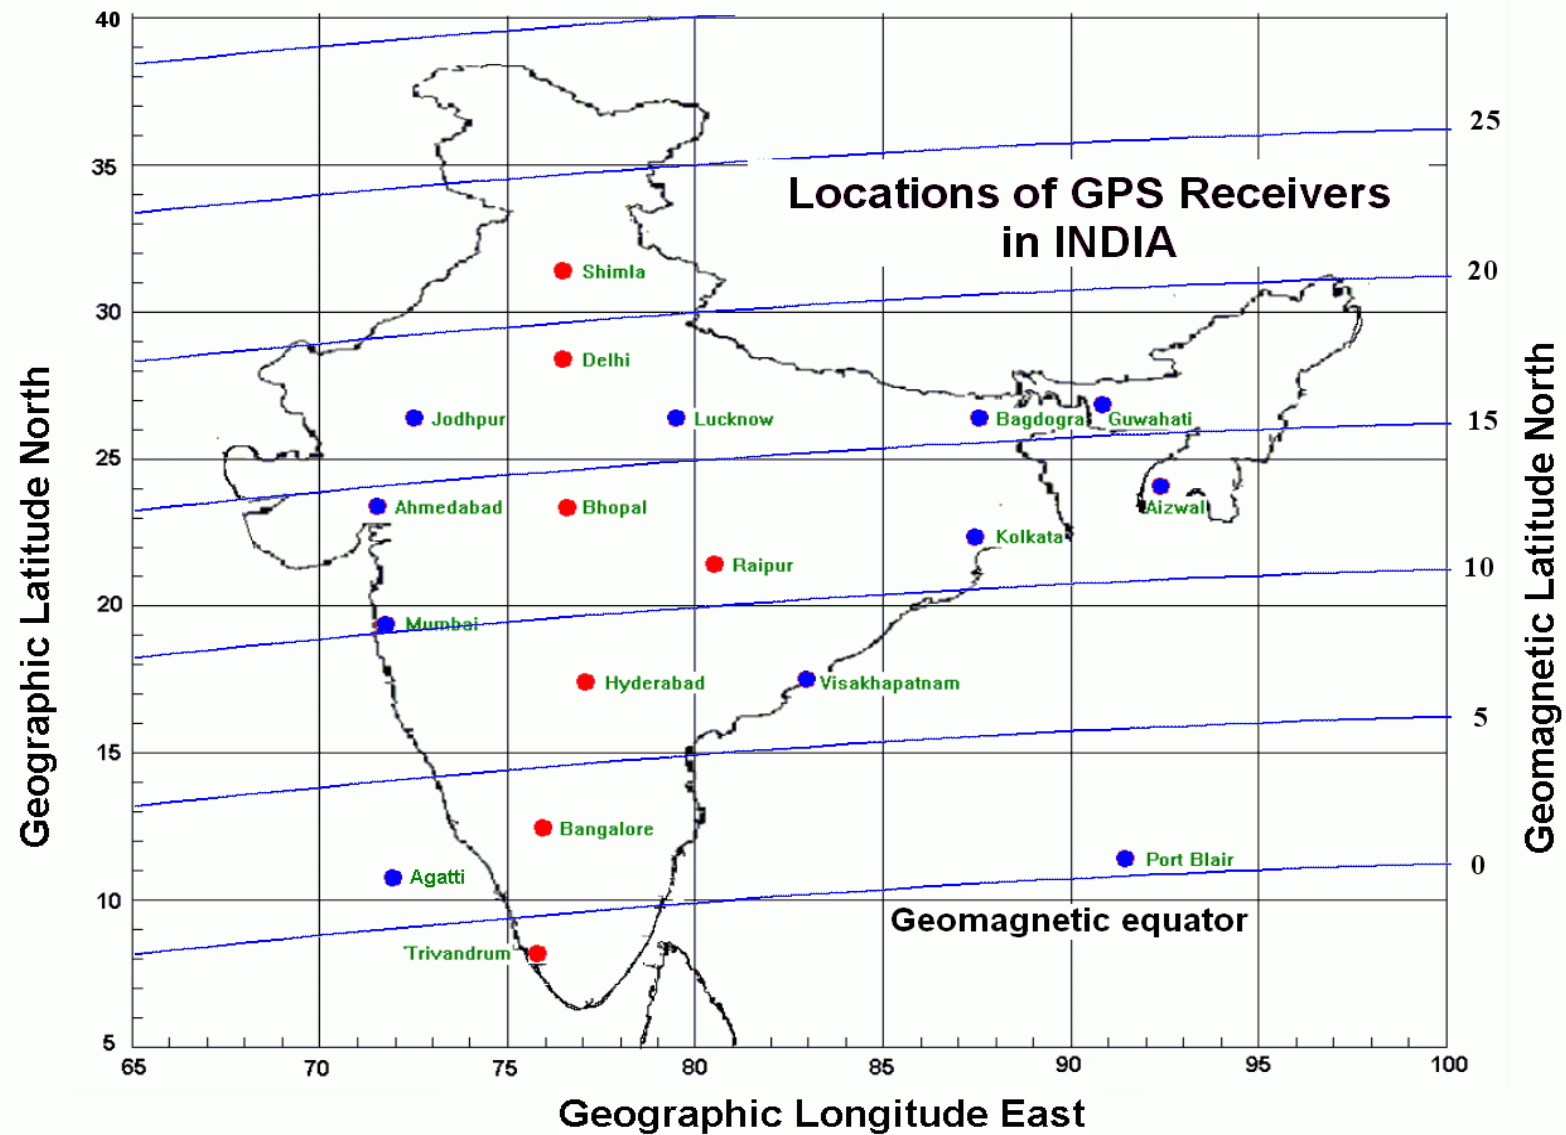 40
35
30
25
20
15
10
5
65
70
75
80
85
90
95
100
25
20
15
10
5
0
Geographic Latitude North
Geomagnetic Latitude North
Geographic Longitude East
Locations of GPS Receivers
in INDIA
Shimla
Delhi
Jodhpur
Lucknow
Bagdogra
Guwahati
Ahmedabad
Bhopal
Aizwal
Kolkata
Raipur
Mumbai
Hyderabad
Visakhapatnam
Bangalore
Port Blair
Agatti
Geomagnetic equator
Trivandrum